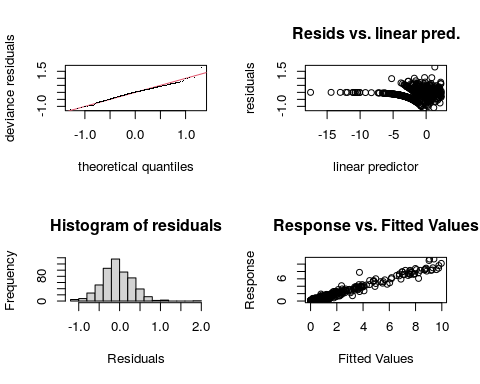 deviance residuals
-1.0
1.5
-1.0
0.0
1.0
theoretical quantiles
Resids vs. linear pred.
residuals
-1.0
1.5
-15
-10
-5
0
linear predictor
Histogram of residuals
Frequency
0
80
-1.0
0.0
1.0
2.0
Residuals
Response vs. Fitted Values
Response
0
6
0
2
4
6
8
10
Fitted Values